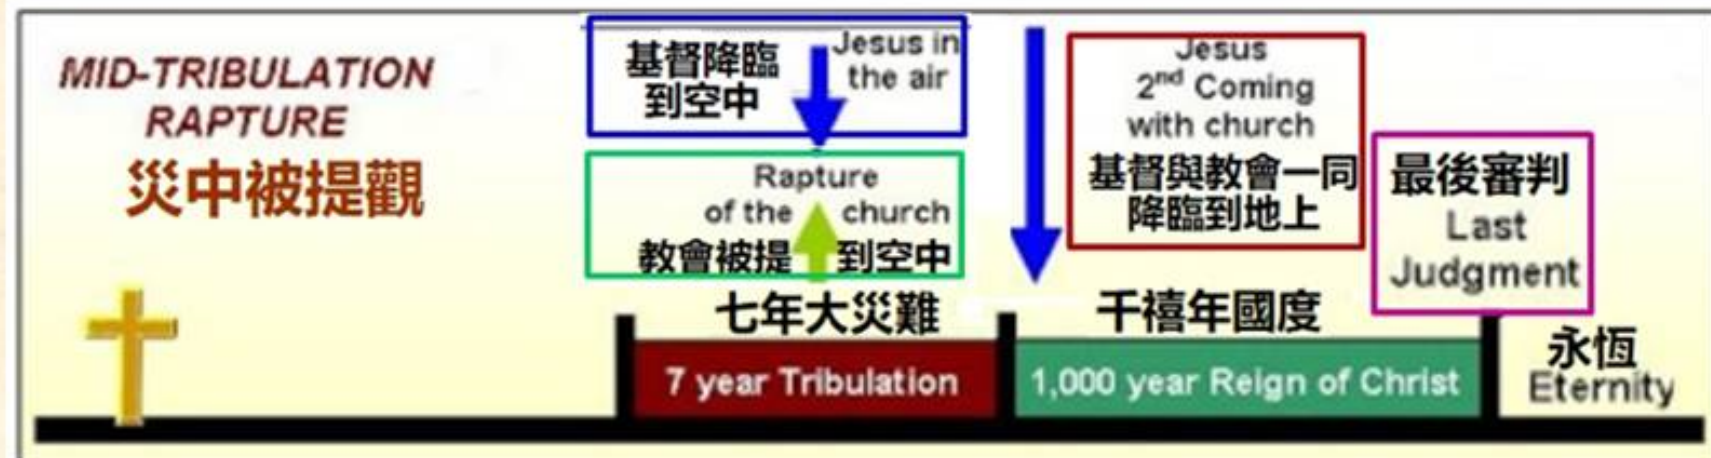 MID-TRIBULATION
RAPTURE
災中被提觀
基督降臨
到空中
Jesus in
the air
Rapture
of the church
教會被提 到空中
七年大災難
7 year Tribulation
Jesus
2nd Coming
with church
基督與教會一同
降臨到地上
千禧年國度
1,000 year Reign of Christ
最後審判
Last
Judgment
永恆
Eternity